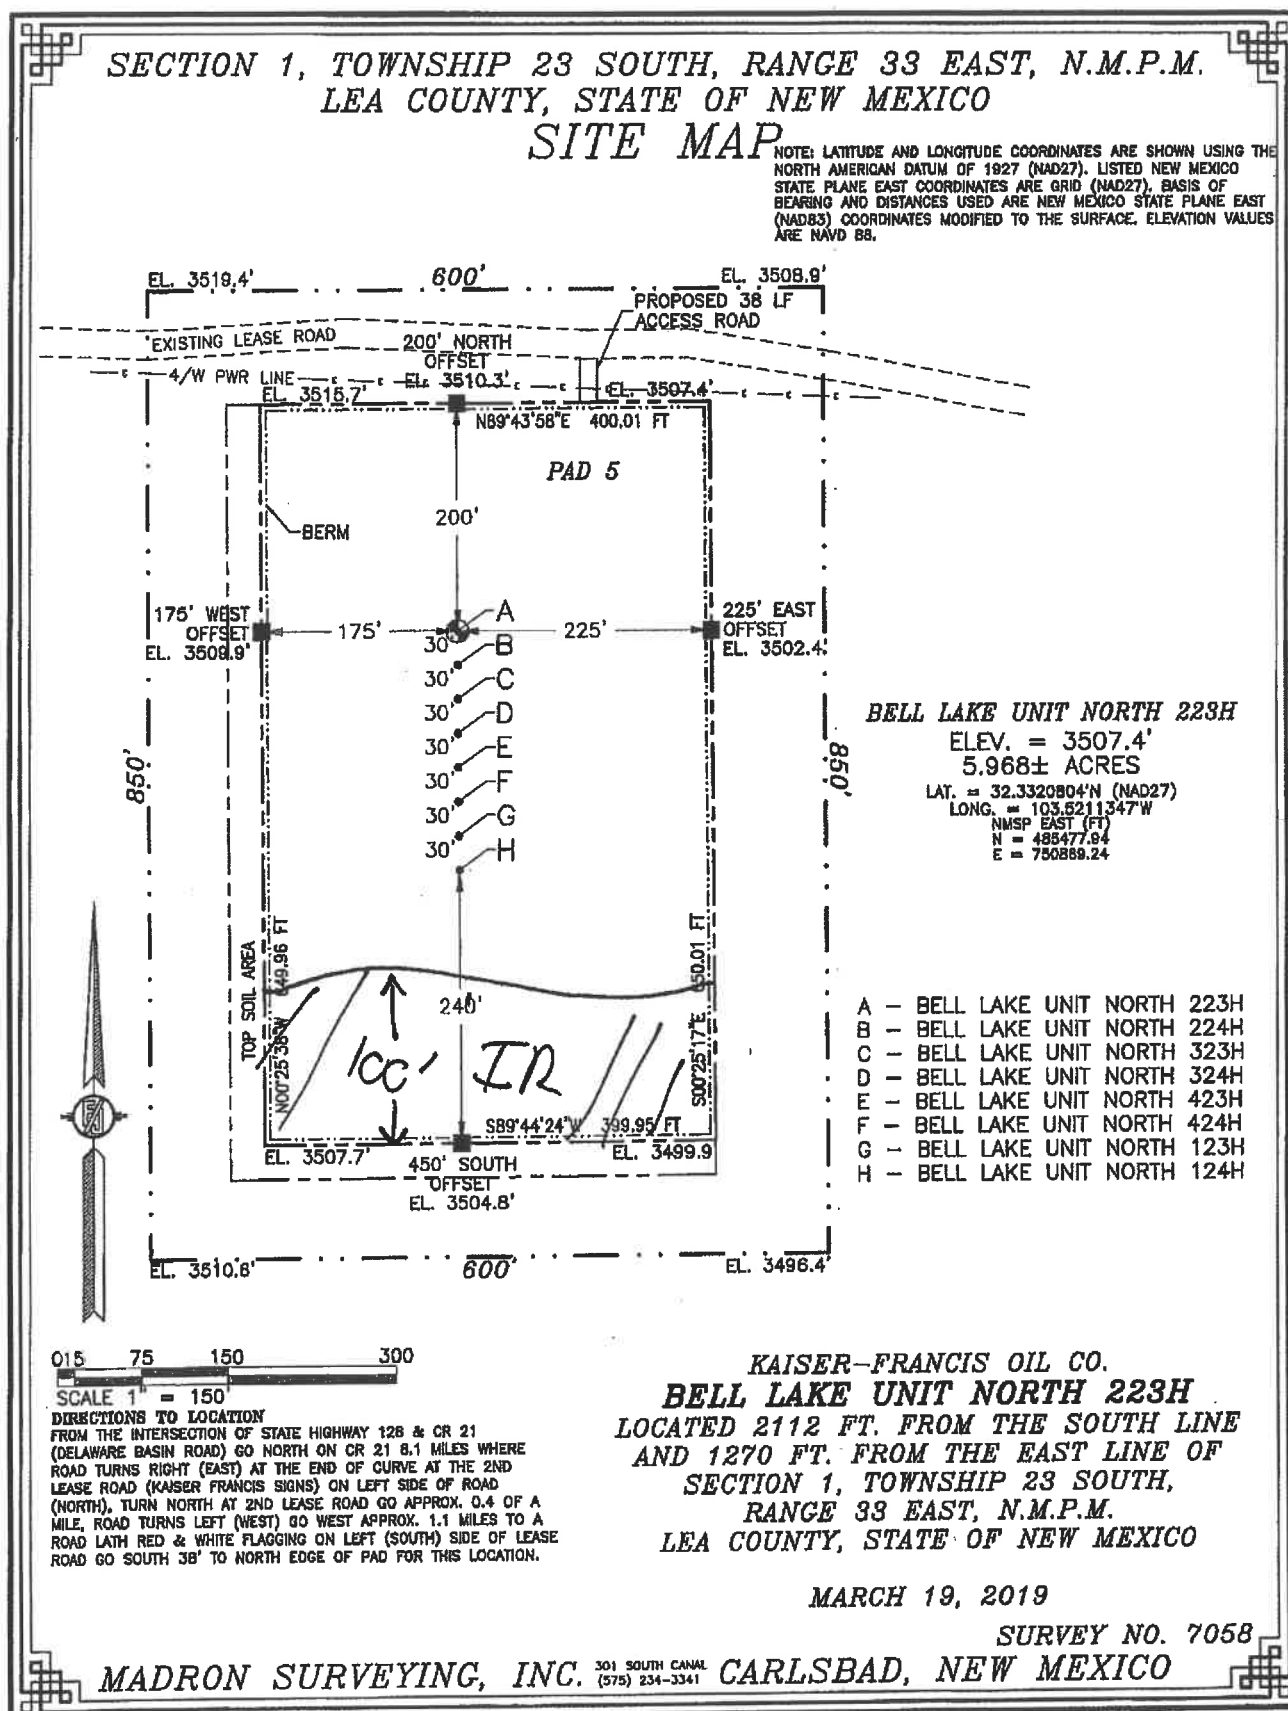 SECTION 1, TOWNSHIP 23 SOUTH, RANGE 33 EAST, N.M.P.M.
LEA COUNTY, STATE OF NEW MEXICO
SITE MAP
NOTE: LATITUDE AND LONGITUDE COORDINATES ARE SHOWN USING THE
NORTH AMERICAN DATUM OF 1927 (NAD27). LISTED NEW MEXICO
STATE PLANE EAST COORDINATES ARE GRID (NAD27). BASIS OF
BEARING AND DISTANCES USED ARE NEW MEXICO STATE PLANE EAST
(NAD83) COORDINATES MODIFIED TO THE SURFACE. ELEVATION VALUES
ARE NAVD 88.
EL. 3519.4'
600'
EL. 3508.9'
PROPOSED 38 LF
ACCESS ROAD
EXISTING LEASE ROAD
200' NORTH
OFFSET
EL. 3510.3'
4/W PWR LINE
EL. 3515.7'
EL. 3507.4'
N89°43'58"E 400.01 FT
PAD 5
200'
BERM
175' WEST
OFFSET
EL. 3509.9'
175'
225'
225' EAST
OFFSET
EL. 3502.4'
A
30' B
30' C
30' D
30' E
30' F
30' G
30' H
850'
850'
BELL LAKE UNIT NORTH 223H
ELEV. = 3507.4'
5.968± ACRES
LAT. = 32.3320804'N (NAD27)
LONG. = 103.5211347'W
NMSP EAST (FT)
N = 485477.94
E = 750889.24
TOP SOIL AREA
N00°25'38"W 649.96 FT
240'
S00°25'17"E 650.01 FT
100' IR
S89°44'24"W 399.95 FT
EL. 3507.7'
450' SOUTH
OFFSET
EL. 3504.8'
EL. 3499.9
EL. 3510.6'
600'
EL. 3496.4'
A - BELL LAKE UNIT NORTH 223H
B - BELL LAKE UNIT NORTH 224H
C - BELL LAKE UNIT NORTH 323H
D - BELL LAKE UNIT NORTH 324H
E - BELL LAKE UNIT NORTH 423H
F - BELL LAKE UNIT NORTH 424H
G - BELL LAKE UNIT NORTH 123H
H - BELL LAKE UNIT NORTH 124H
015 75 150 300
SCALE 1" = 150'
DIRECTIONS TO LOCATION
FROM THE INTERSECTION OF STATE HIGHWAY 128 & CR 21
(DELAWARE BASIN ROAD) GO NORTH ON CR 21 8.1 MILES WHERE
ROAD TURNS RIGHT (EAST) AT THE END OF CURVE AT THE 2ND
LEASE ROAD (KAISER FRANCIS SIGNS) ON LEFT SIDE OF ROAD
(NORTH), TURN NORTH AT 2ND LEASE ROAD GO APPROX. 0.4 OF A
MILE, ROAD TURNS LEFT (WEST) GO WEST APPROX. 1.1 MILES TO A
ROAD LATH RED & WHITE FLAGGING ON LEFT (SOUTH) SIDE OF LEASE
ROAD GO SOUTH 38' TO NORTH EDGE OF PAD FOR THIS LOCATION.
KAISER-FRANCIS OIL CO.
BELL LAKE UNIT NORTH 223H
LOCATED 2112 FT. FROM THE SOUTH LINE
AND 1270 FT. FROM THE EAST LINE OF
SECTION 1, TOWNSHIP 23 SOUTH,
RANGE 33 EAST, N.M.P.M.
LEA COUNTY, STATE OF NEW MEXICO
MARCH 19, 2019
SURVEY NO. 7058
MADRON SURVEYING, INC. 301 SOUTH CANAL (575) 234-3341 CARLSBAD, NEW MEXICO